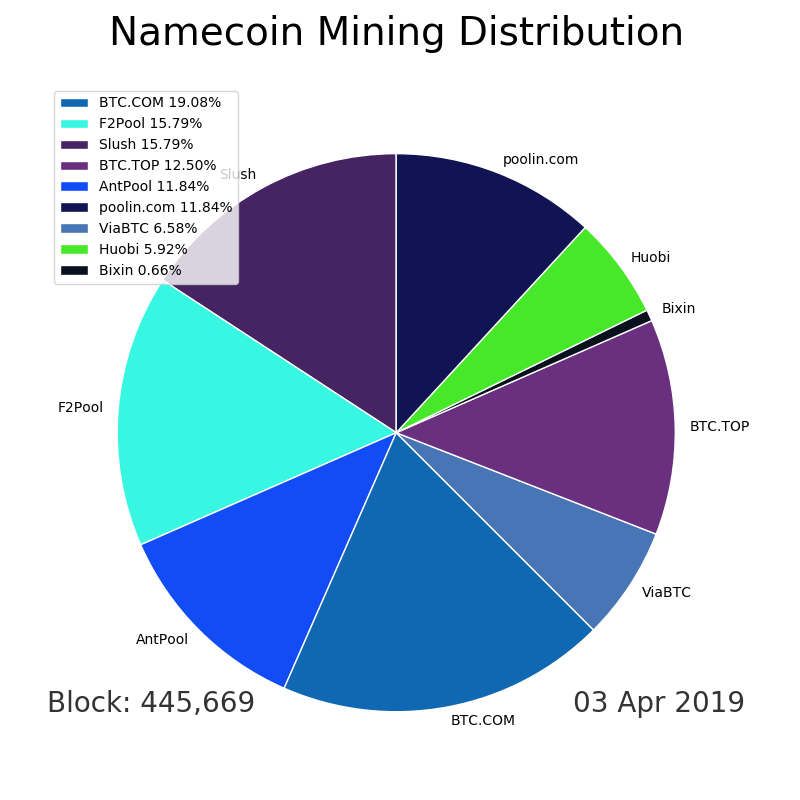 Namecoin Mining Distribution
BTC.COM 19.08%
F2Pool 15.79%
Slush 15.79%
BTC.TOP 12.50%
AntPool 11.84%
poolin.com 11.84%
ViaBTC 6.58%
Huobi 5.92%
Bixin 0.66%
poolin.com
Slush
Huobi
Bixin
F2Pool
BTC.TOP
ViaBTC
AntPool
BTC.COM
Block: 445,669
03 Apr 2019